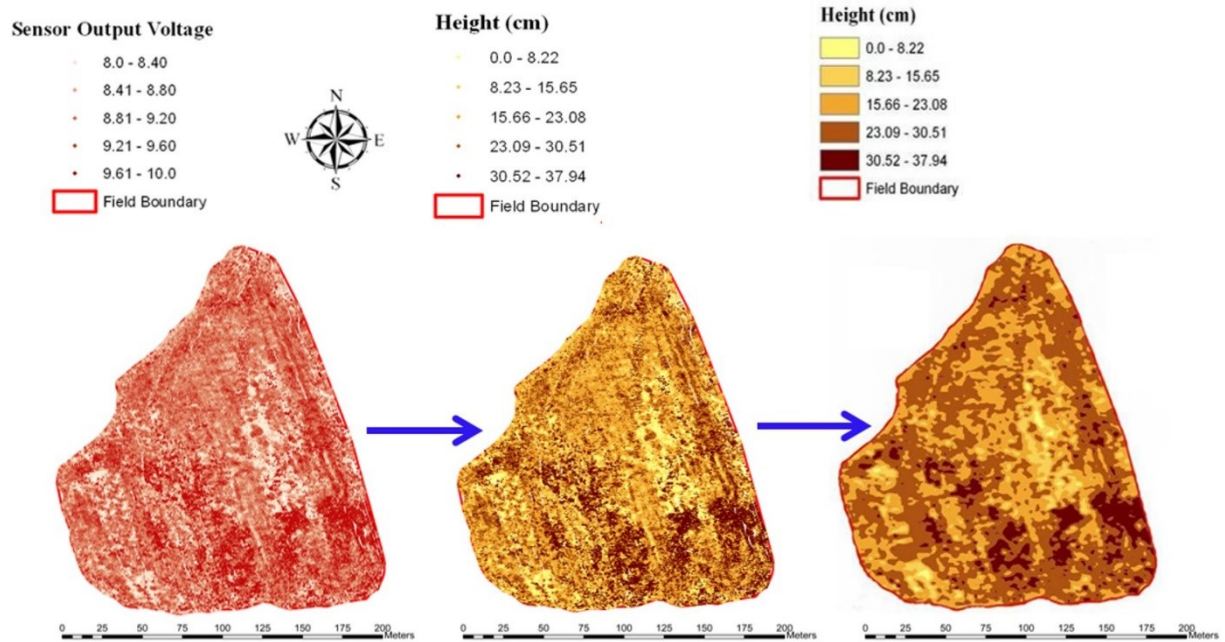 Sensor Output Voltage
8.0 - 8.40
8.41 - 8.80
8.81 - 9.20
9.21 - 9.60
9.61 - 10.0
Field Boundary
N
W E
S
Height (cm)
0.0 - 8.22
8.23 - 15.65
15.66 - 23.08
23.09 - 30.51
30.52 - 37.94
Field Boundary
Height (cm)
0.0 - 8.22
8.23 - 15.65
15.66 - 23.08
23.09 - 30.51
30.52 - 37.94
Field Boundary
0 25 50 75 100 125 150 175 200
Meters
0 25 50 75 100 125 150 175 200
Meters
0 25 50 75 100 125 150 175 200
Meters